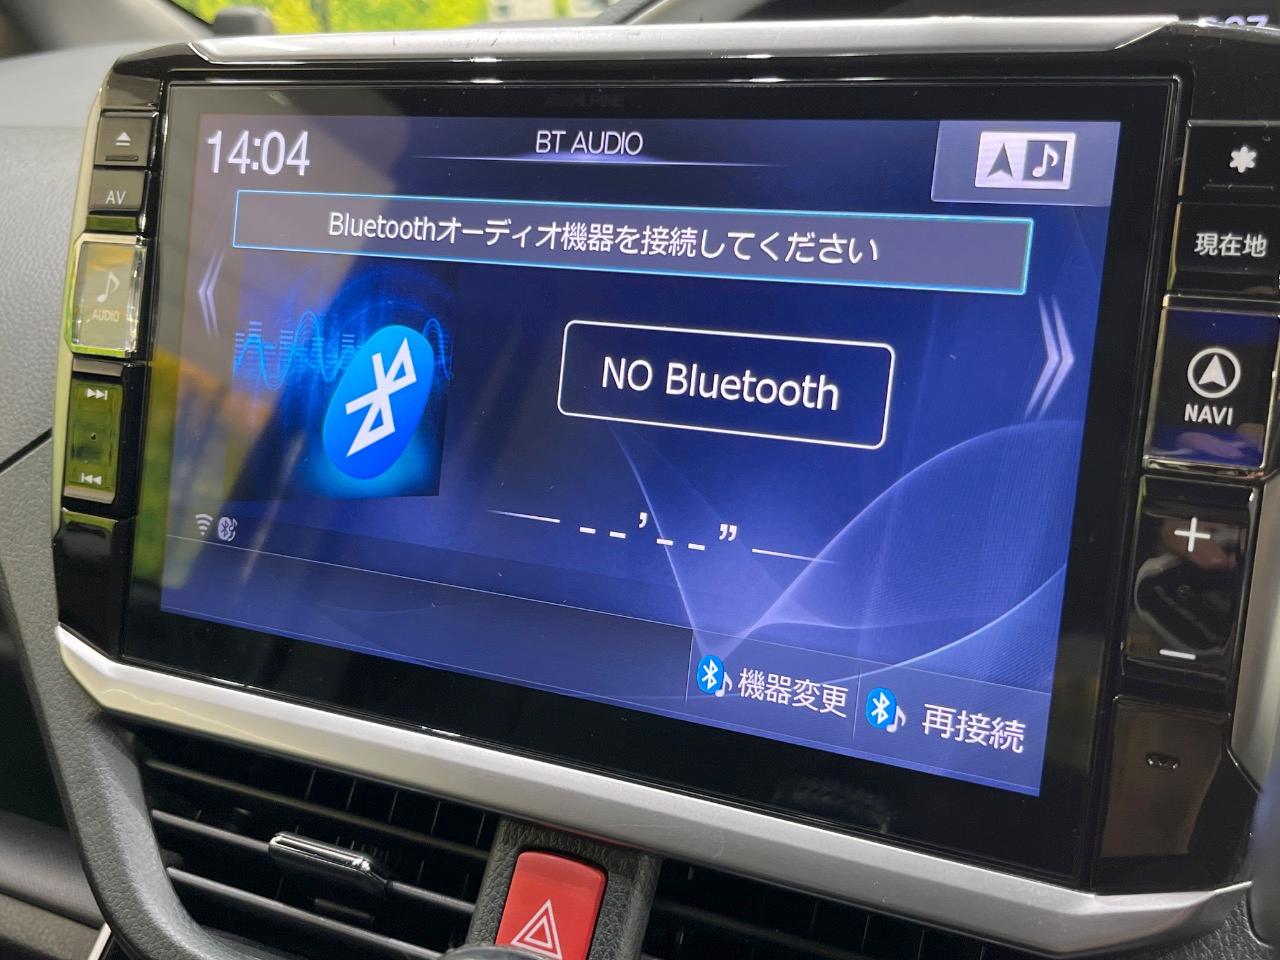 14:04
BT AUDIO
Bluetoothオーディオ機器を接続してください
NO Bluetooth
_ _ ’ _ _ ”
機器変更
再接続
AV
AUDIO
現在地
NAVI
+
-